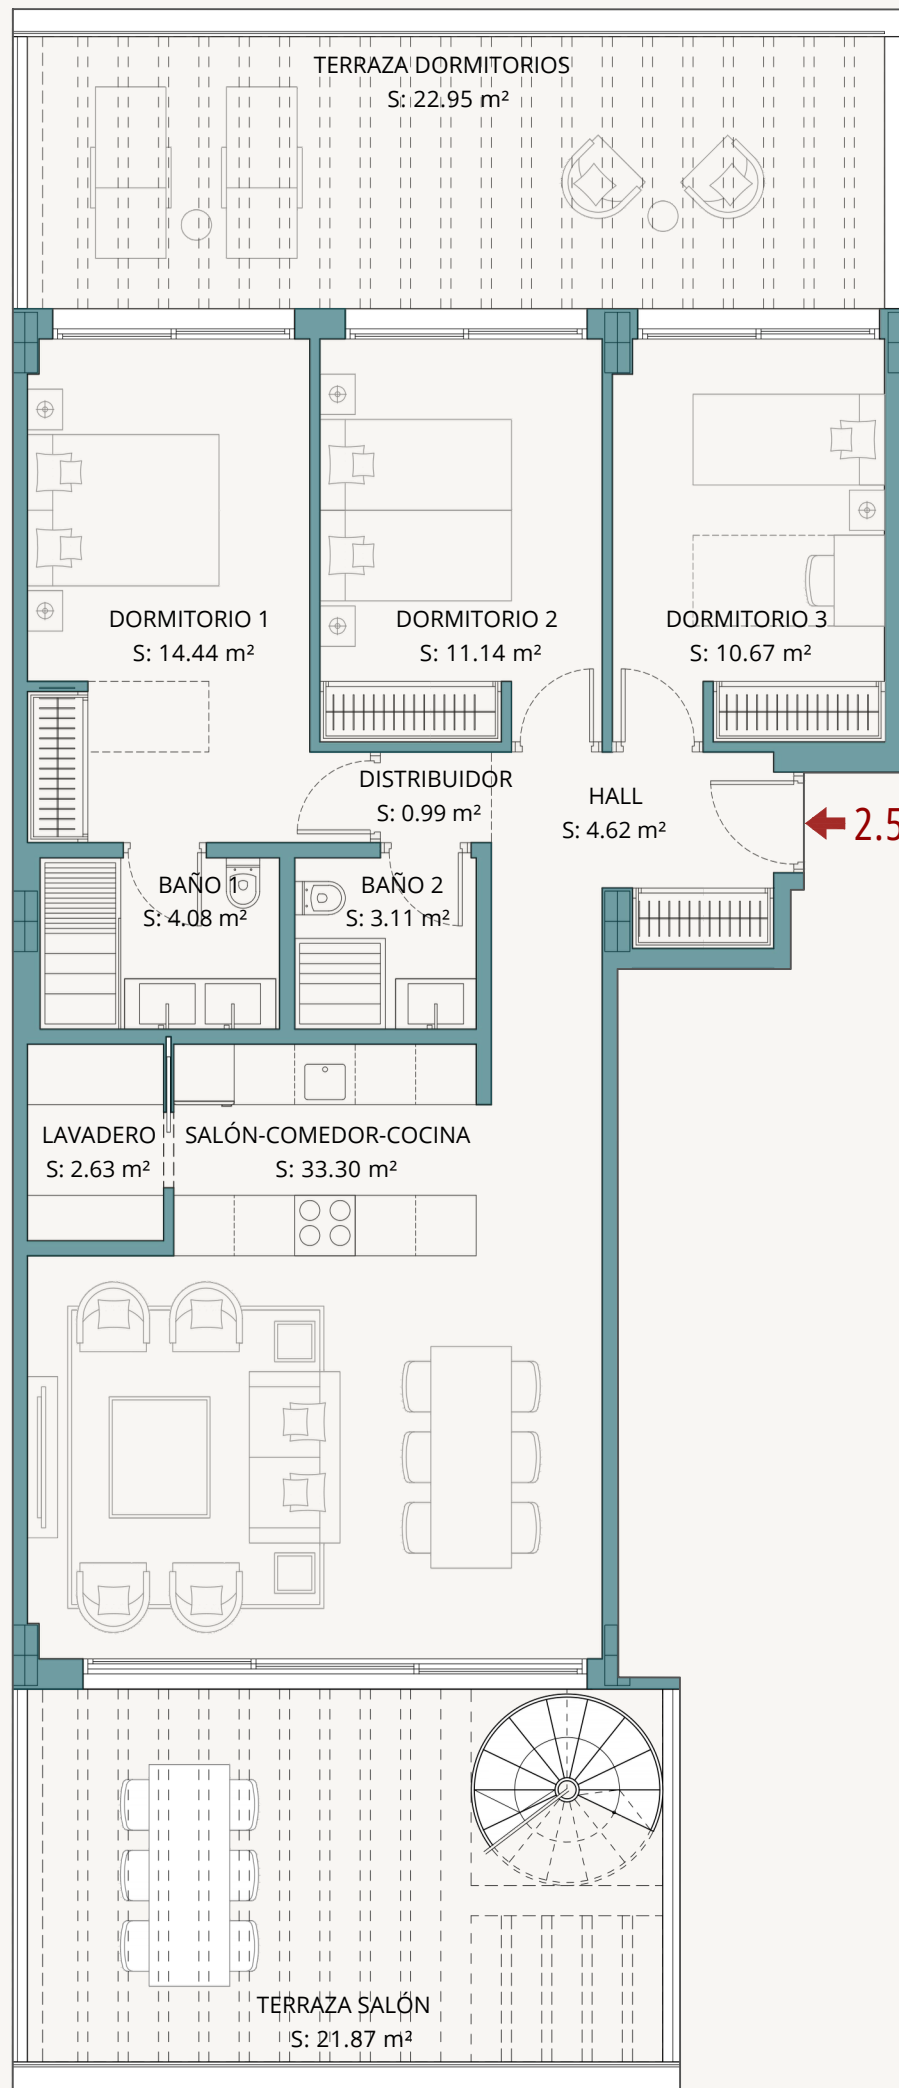 TERRAZA DORMITORIOS
S: 22.95 m²
DORMITORIO 1
S: 14.44 m²
DORMITORIO 2
S: 11.14 m²
DORMITORIO 3
S: 10.67 m²
DISTRIBUIDOR
S: 0.99 m²
HALL
S: 4.62 m²
2.5
BAÑO 1
S: 4.08 m²
BAÑO 2
S: 3.11 m²
LAVADERO
S: 2.63 m²
SALÓN-COMEDOR-COCINA
S: 33.30 m²
TERRAZA SALÓN
S: 21.87 m²